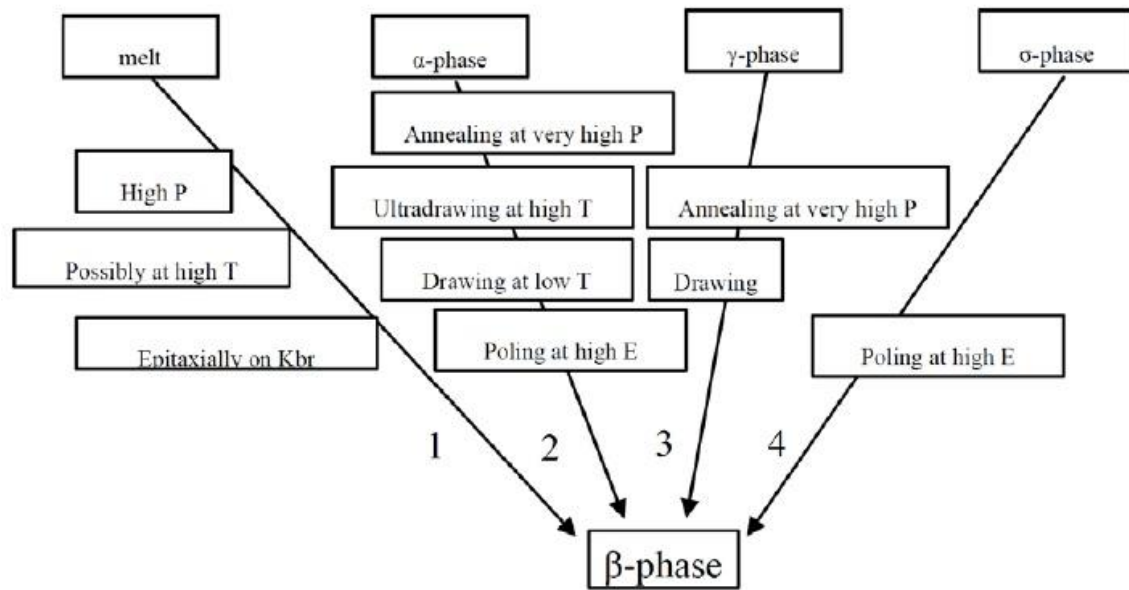 melt
α-phase
γ-phase
σ-phase
Annealing at very high P
High P
Ultradrawing at high T
Annealing at very high P
Possibly at high T
Drawing at low T
Drawing
Epitaxially on Kbr
Poling at high E
Poling at high E
1
2
3
4
β-phase